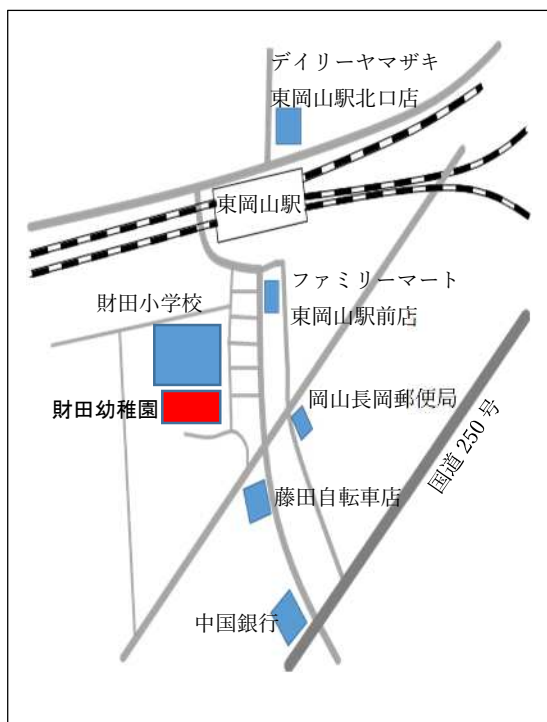 デイリーヤマザキ
東岡山駅北口店
東岡山駅
ファミリーマート
東岡山駅前店
財田小学校
財田幼稚園
岡山長岡郵便局
国道 250 号
藤田自転車店
中国銀行